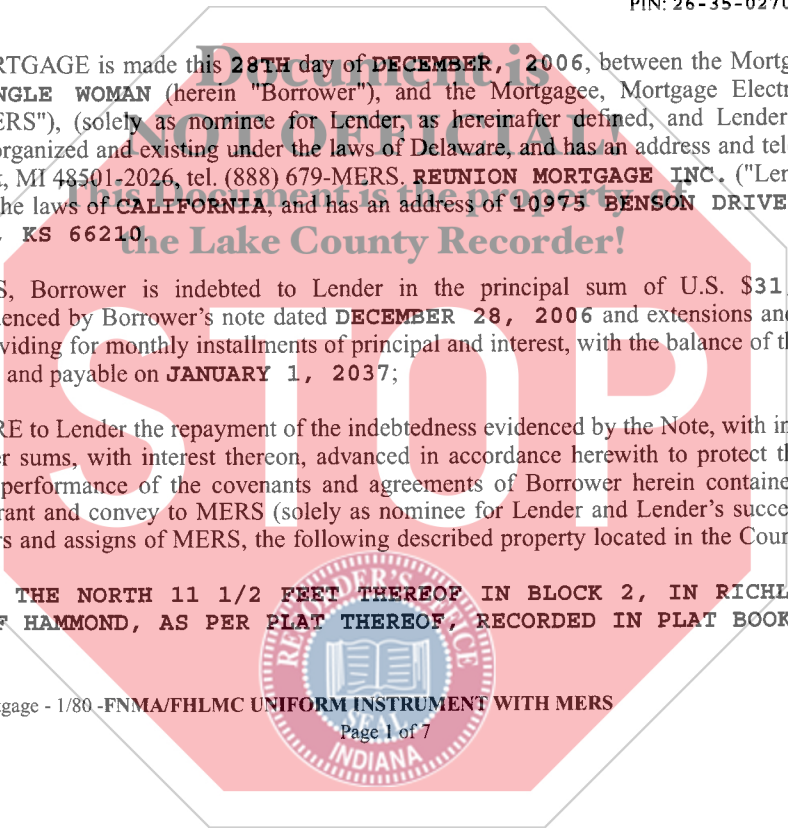 PIN: 26-35-0270
RTGAGE is made this 28TH day of DECEMBER, 2006, between the Mortg
NGLE WOMAN (herein "Borrower"), and the Mortgagee, Mortgage Electr
ERS"), (solely as nominee for Lender, as hereinafter defined, and Lender
organized and existing under the laws of Delaware, and has an address and tel
t, MI 48501-2026, tel. (888) 679-MERS. REUNION MORTGAGE INC. ("Len
he laws of CALIFORNIA, and has an address of 10975 BENSON DRIVE
, KS 66210.
Document is
NOT OFFICIAL!
This Document is the property of
the Lake County Recorder!
S, Borrower is indebted to Lender in the principal sum of U.S. $31,
lenced by Borrower's note dated DECEMBER 28, 2006 and extensions and
viding for monthly installments of principal and interest, with the balance of th
and payable on JANUARY 1, 2037;
STOP
RE to Lender the repayment of the indebtedness evidenced by the Note, with in
er sums, with interest thereon, advanced in accordance herewith to protect th
performance of the covenants and agreements of Borrower herein containe
rant and convey to MERS (solely as nominee for Lender and Lender's succe
rs and assigns of MERS, the following described property located in the Coun
THE NORTH 11 1/2 FEET THEREOF IN BLOCK 2, IN RICHL
F HAMMOND, AS PER PLAT THEREOF, RECORDED IN PLAT BOOK
RECORDER'S OFFICE
SEAL
INDIANA
gage - 1/80 -FNMA/FHLMC UNIFORM INSTRUMENT WITH MERS
Page 1 of 7